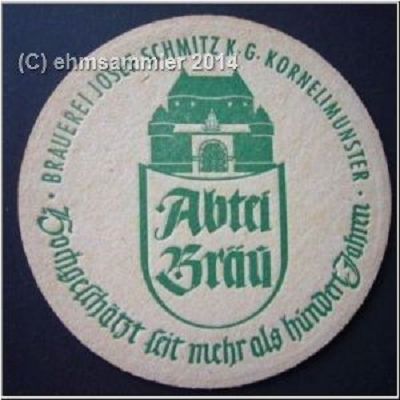 (C) ehmsammler 2014
· BRAUEREI JOSEF SCHMITZ K. G. KORNELIMÜNSTER ·
Abtei
Bräu
Hochgeschätzt seit mehr als hundert Jahren